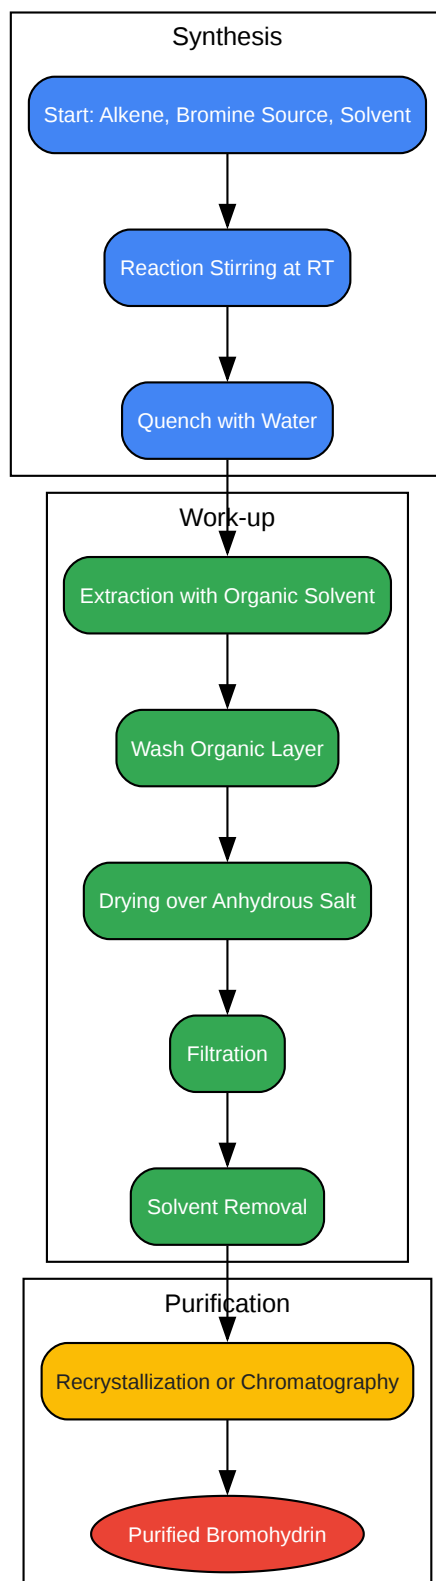 Synthesis
Start: Alkene, Bromine Source, Solvent
Reaction Stirring at RT
Quench with Water
Work-up
Extraction with Organic Solvent
Wash Organic Layer
Drying over Anhydrous Salt
Filtration
Solvent Removal
Purification
Recrystallization or Chromatography
Purified Bromohydrin